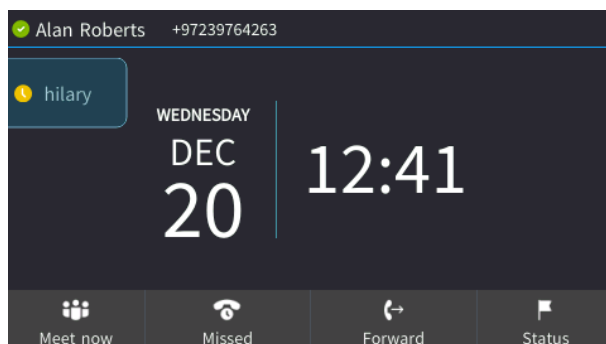 Alan Roberts +97239764263
hilary
WEDNESDAY
DEC
20
12:41
Meet now Missed Forward Status